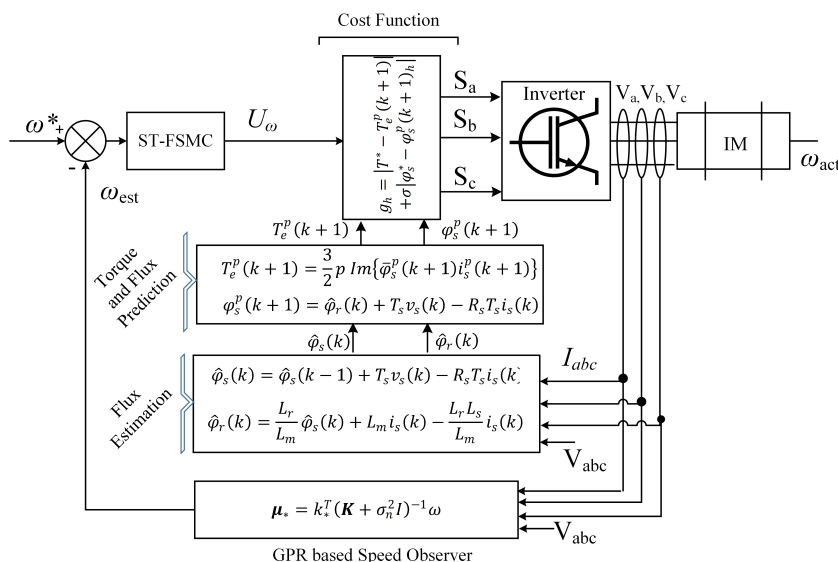 Cost Function
g_h = |T* − T_e^p(k+1)|
+σ|φ_s* − φ_s^p(k+1)_h|
S_a
S_b
S_c
Inverter
V_a,V_b,V_c
IM
ω_act
ω*
+
-
ω_est
ST-FSMC
U_ω
T_e^p(k+1)
φ_s^p(k+1)
Torque
and Flux
Prediction
T_e^p(k+1) = 3/2 p Im{φ̄_s^p(k+1)i_s^p(k+1)}
φ_s^p(k+1) = φ̂_r(k) + T_s v_s(k) − R_s T_s i_s(k)
φ̂_s(k)
φ̂_r(k)
Flux
Estimation
φ̂_s(k) = φ̂_s(k−1) + T_s v_s(k) − R_s T_s i_s(k)
φ̂_r(k) = L_r/L_m φ̂_s(k) + L_m i_s(k) − L_r L_s/L_m i_s(k)
I_abc
V_abc
μ_* = k_*^T(K + σ_n^2 I)^−1 ω
V_abc
GPR based Speed Observer